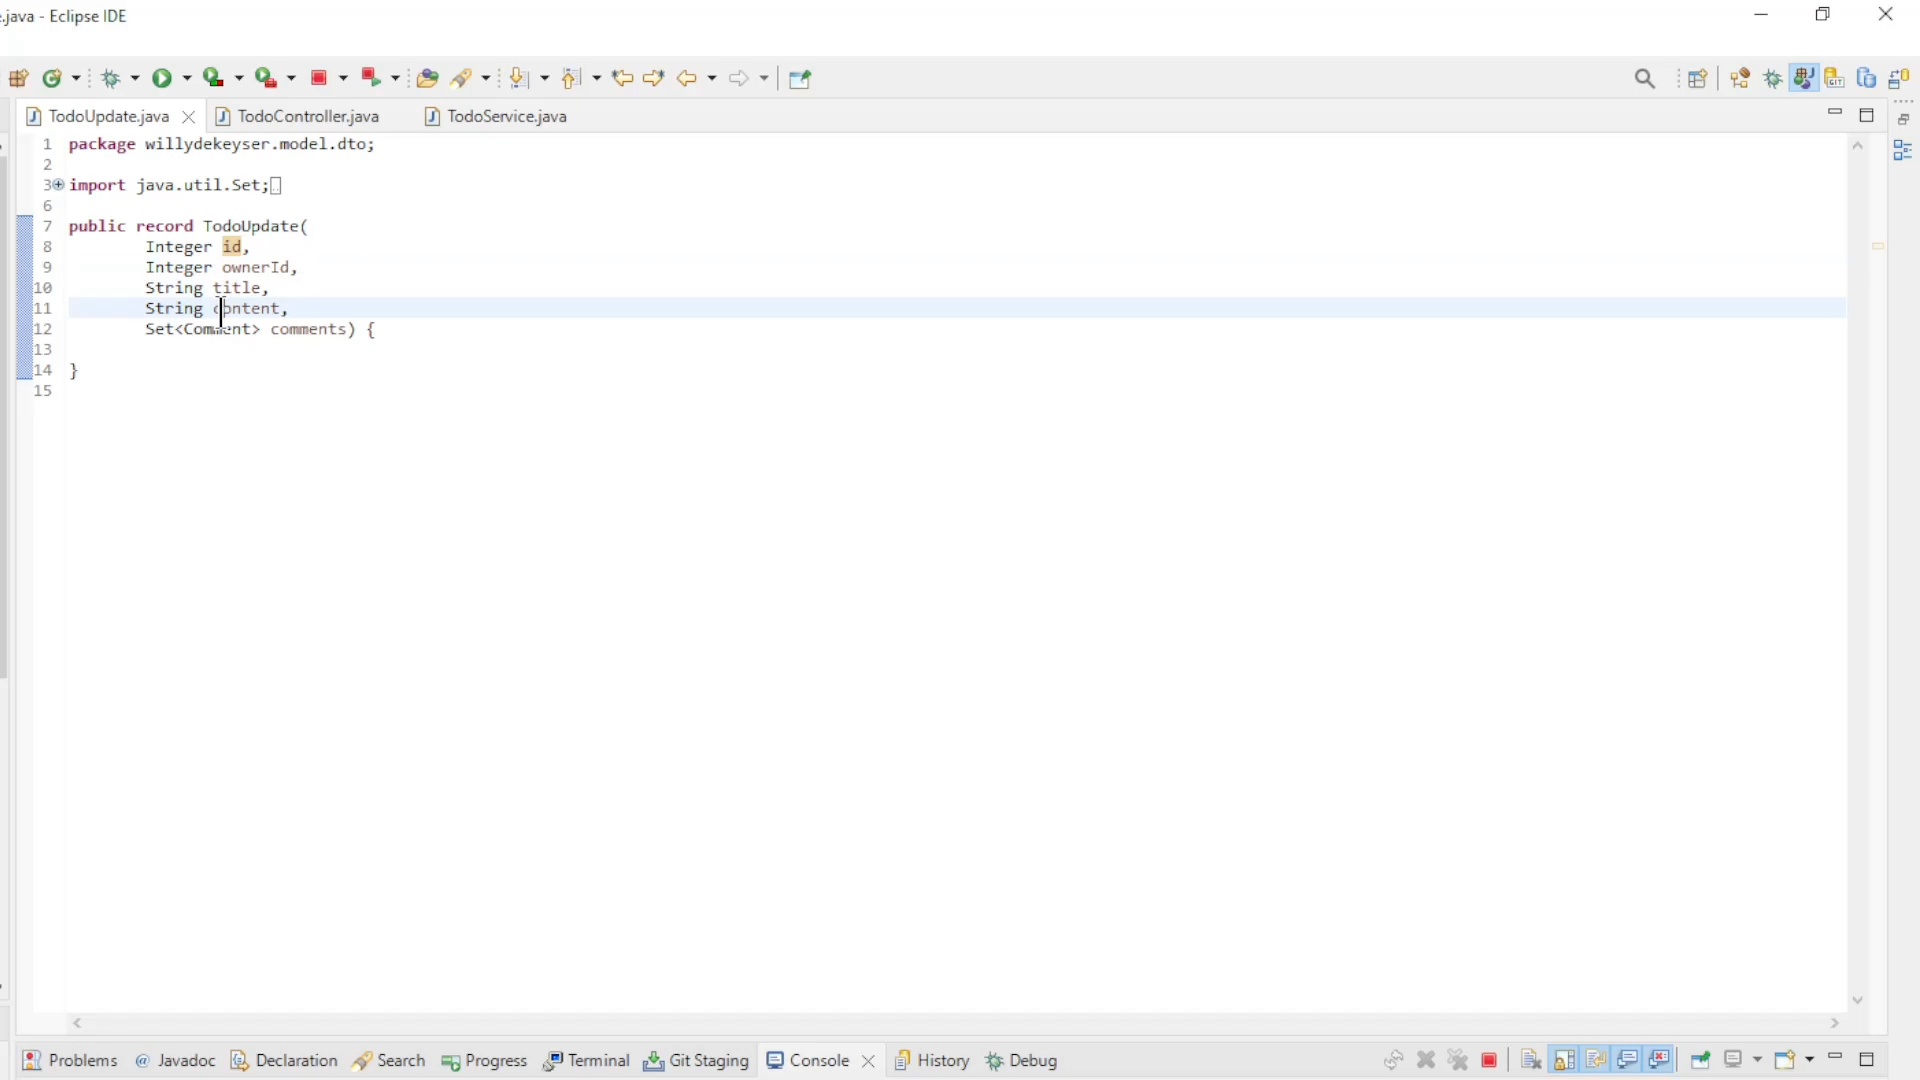 .java - Eclipse IDE
TodoUpdate.java
TodoController.java
TodoService.java
1 package willydekeyser.model.dto;
2
3 import java.util.Set;
6
7 public record TodoUpdate(
8 Integer id,
9 Integer ownerId,
10 String title,
11 String content,
12 Set<Comment> comments) {
13
14 }
15
Problems @ Javadoc Declaration Search Progress Terminal Git Staging Console History Debug